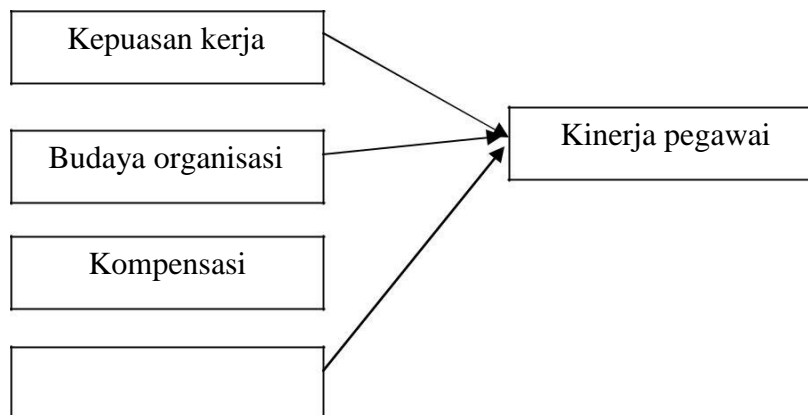 Kepuasan kerja
Budaya organisasi
Kinerja pegawai
Kompensasi